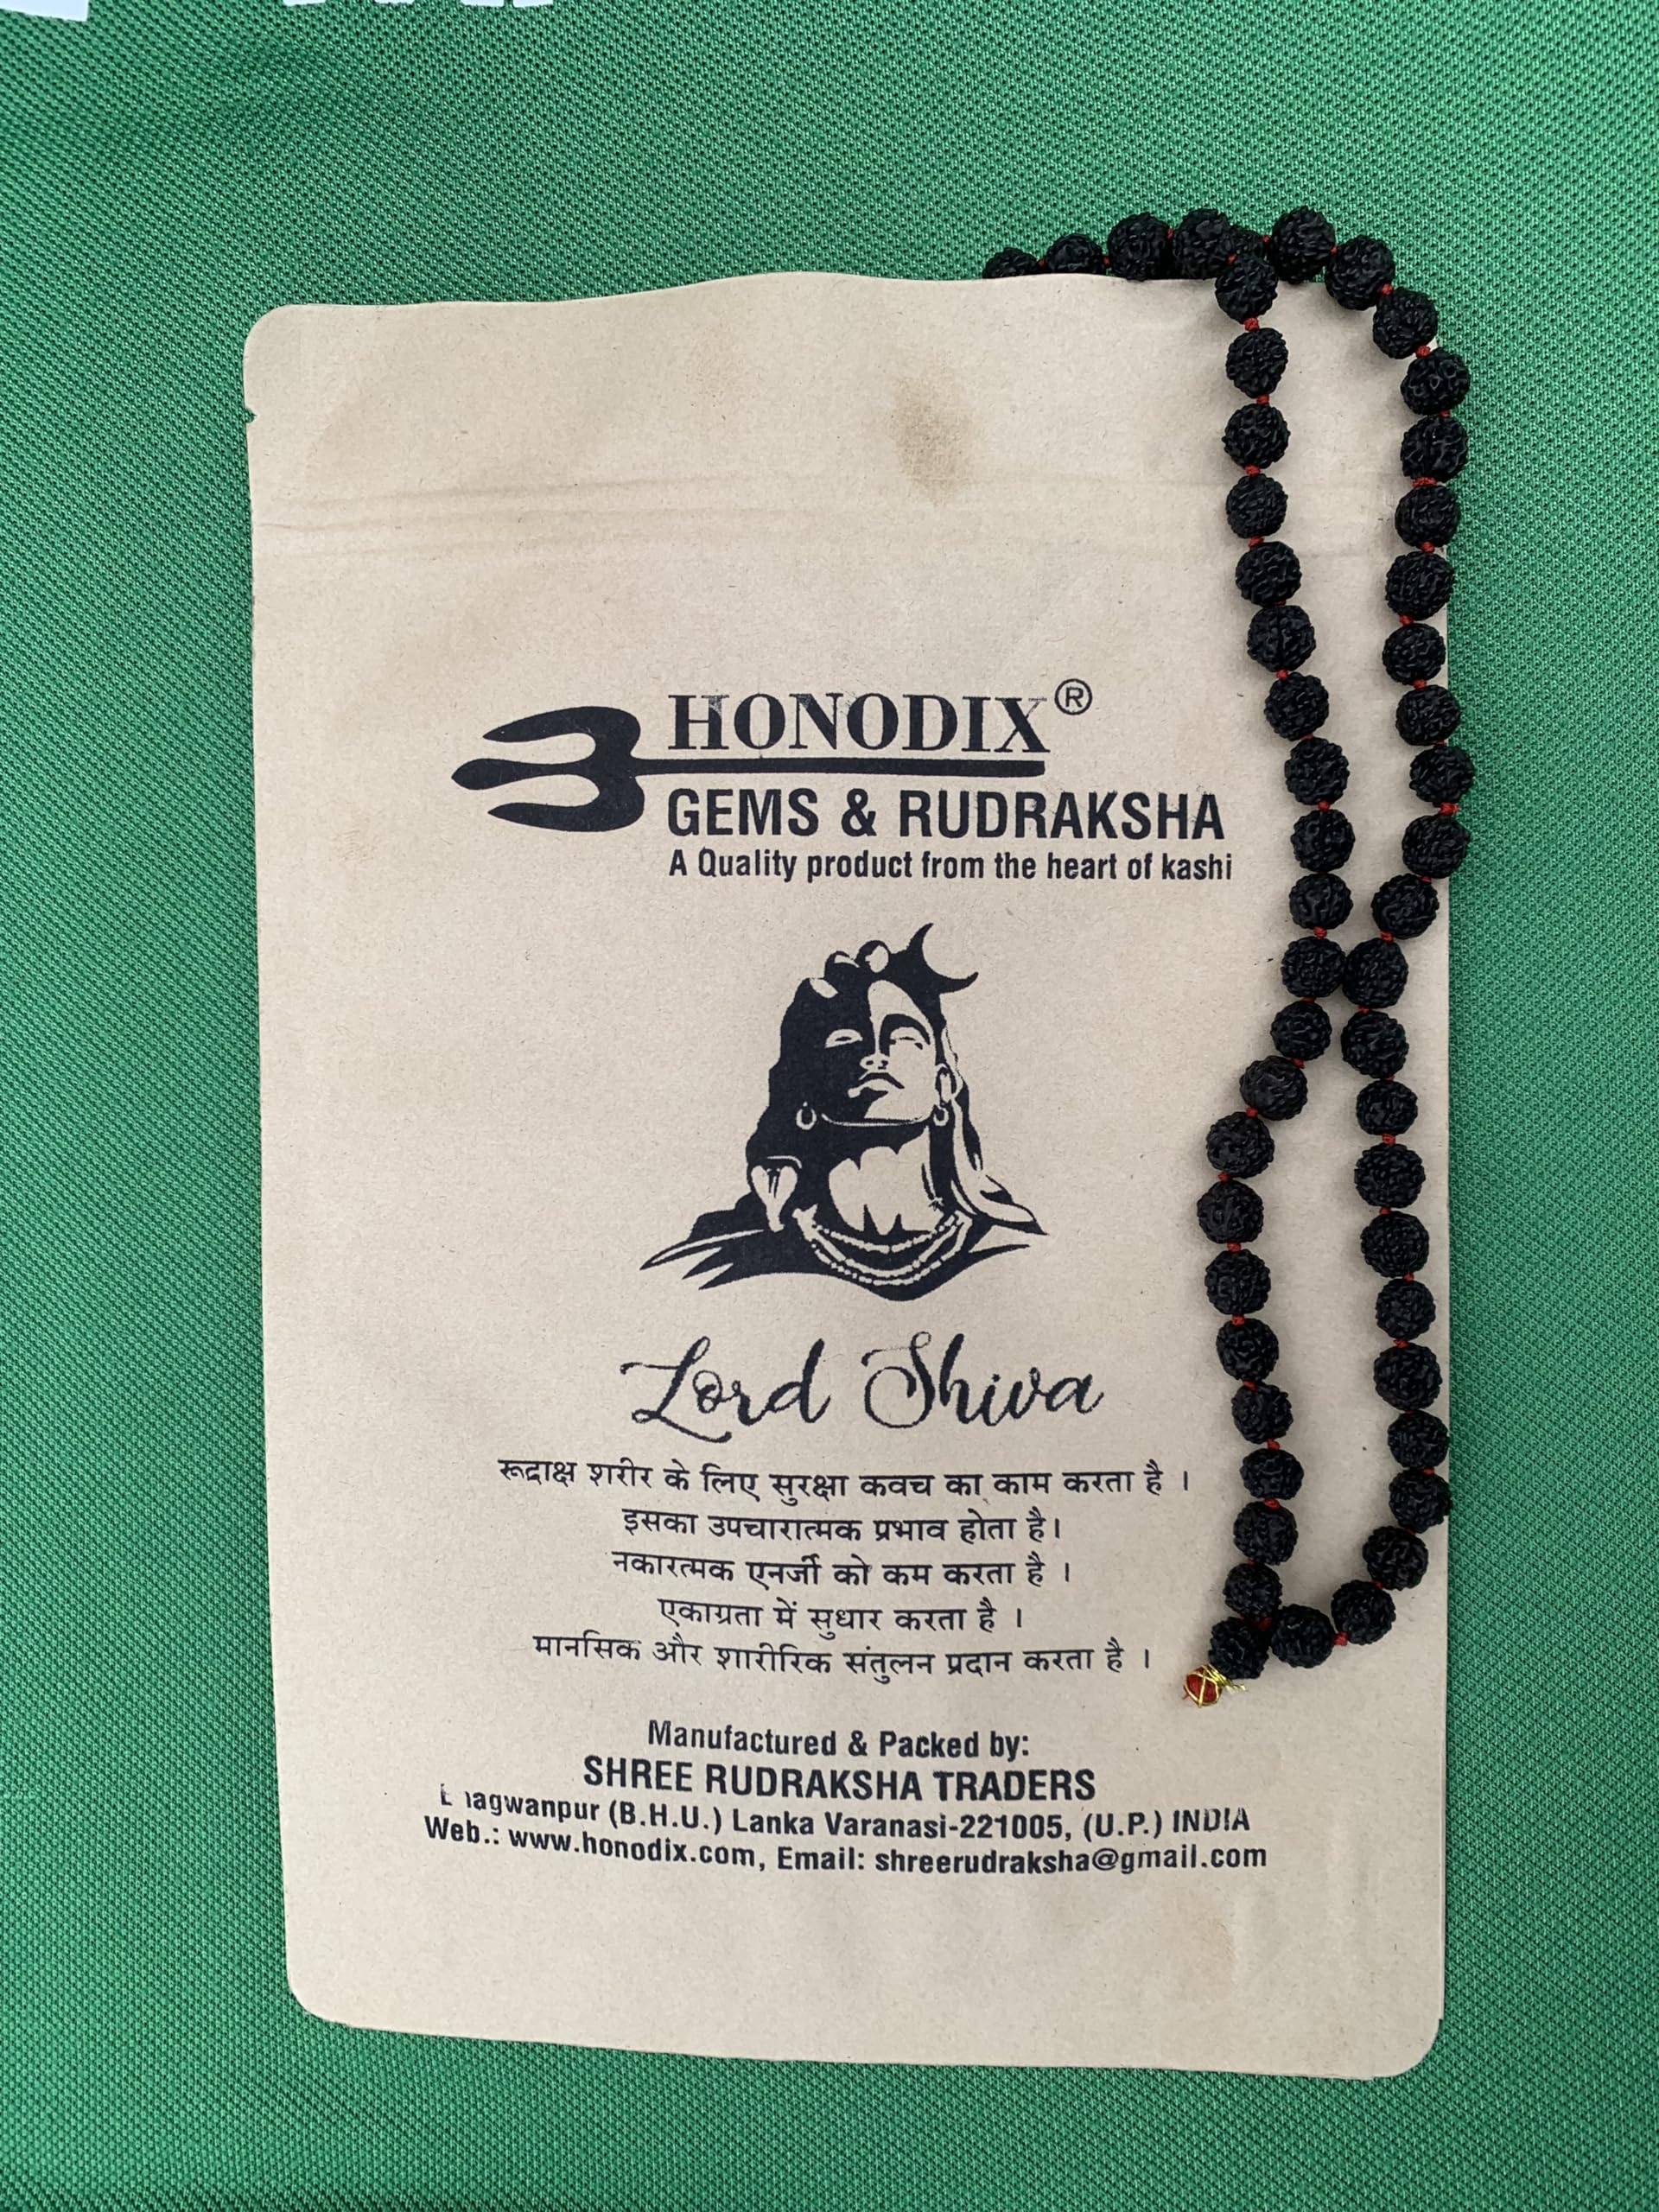 HONODIX®
GEMS & RUDRAKSHA
A Quality product from the heart of kashi
Lord Shiva
रूद्राक्ष शरीर के लिए सुरक्षा कवच का काम करता है ।
इसका उपचारात्मक प्रभाव होता है।
नकारत्मक एनर्जी को कम करता है ।
एकाग्रता में सुधार करता है ।
मानसिक और शारीरिक संतुलन प्रदान करता है ।
Manufactured & Packed by:
SHREE RUDRAKSHA TRADERS
(B.H.U.) Lanka Varanasi-221005, (U.P.) INDIA
Web.: www.honodix.com, Email: shreerudraksha@gmail.com